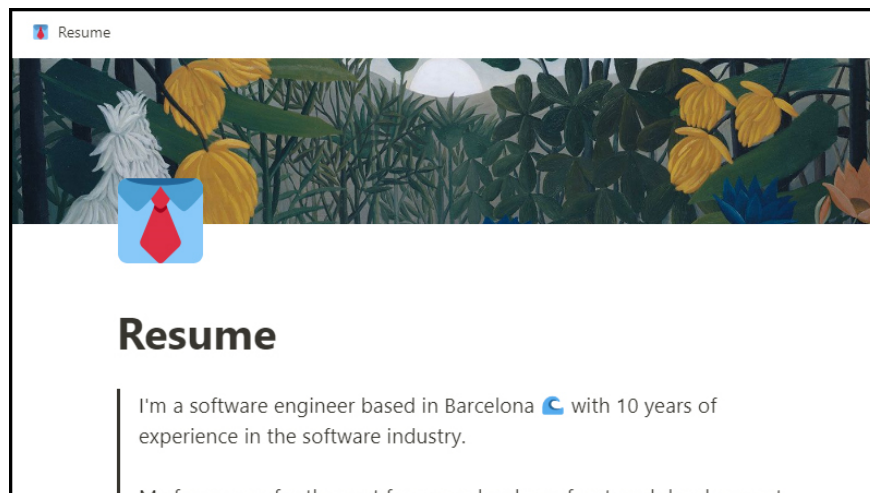 Resume
Resume
I'm a software engineer based in Barcelona 🌊 with 10 years of
experience in the software industry.